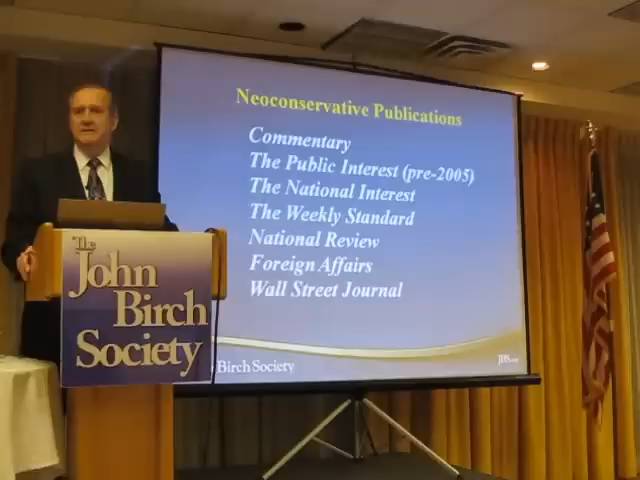 Neoconservative Publications
Commentary
The Public Interest (pre-2005)
The National Interest
The Weekly Standard
National Review
Foreign Affairs
Wall Street Journal
Birch Society
The
John
Birch
Society